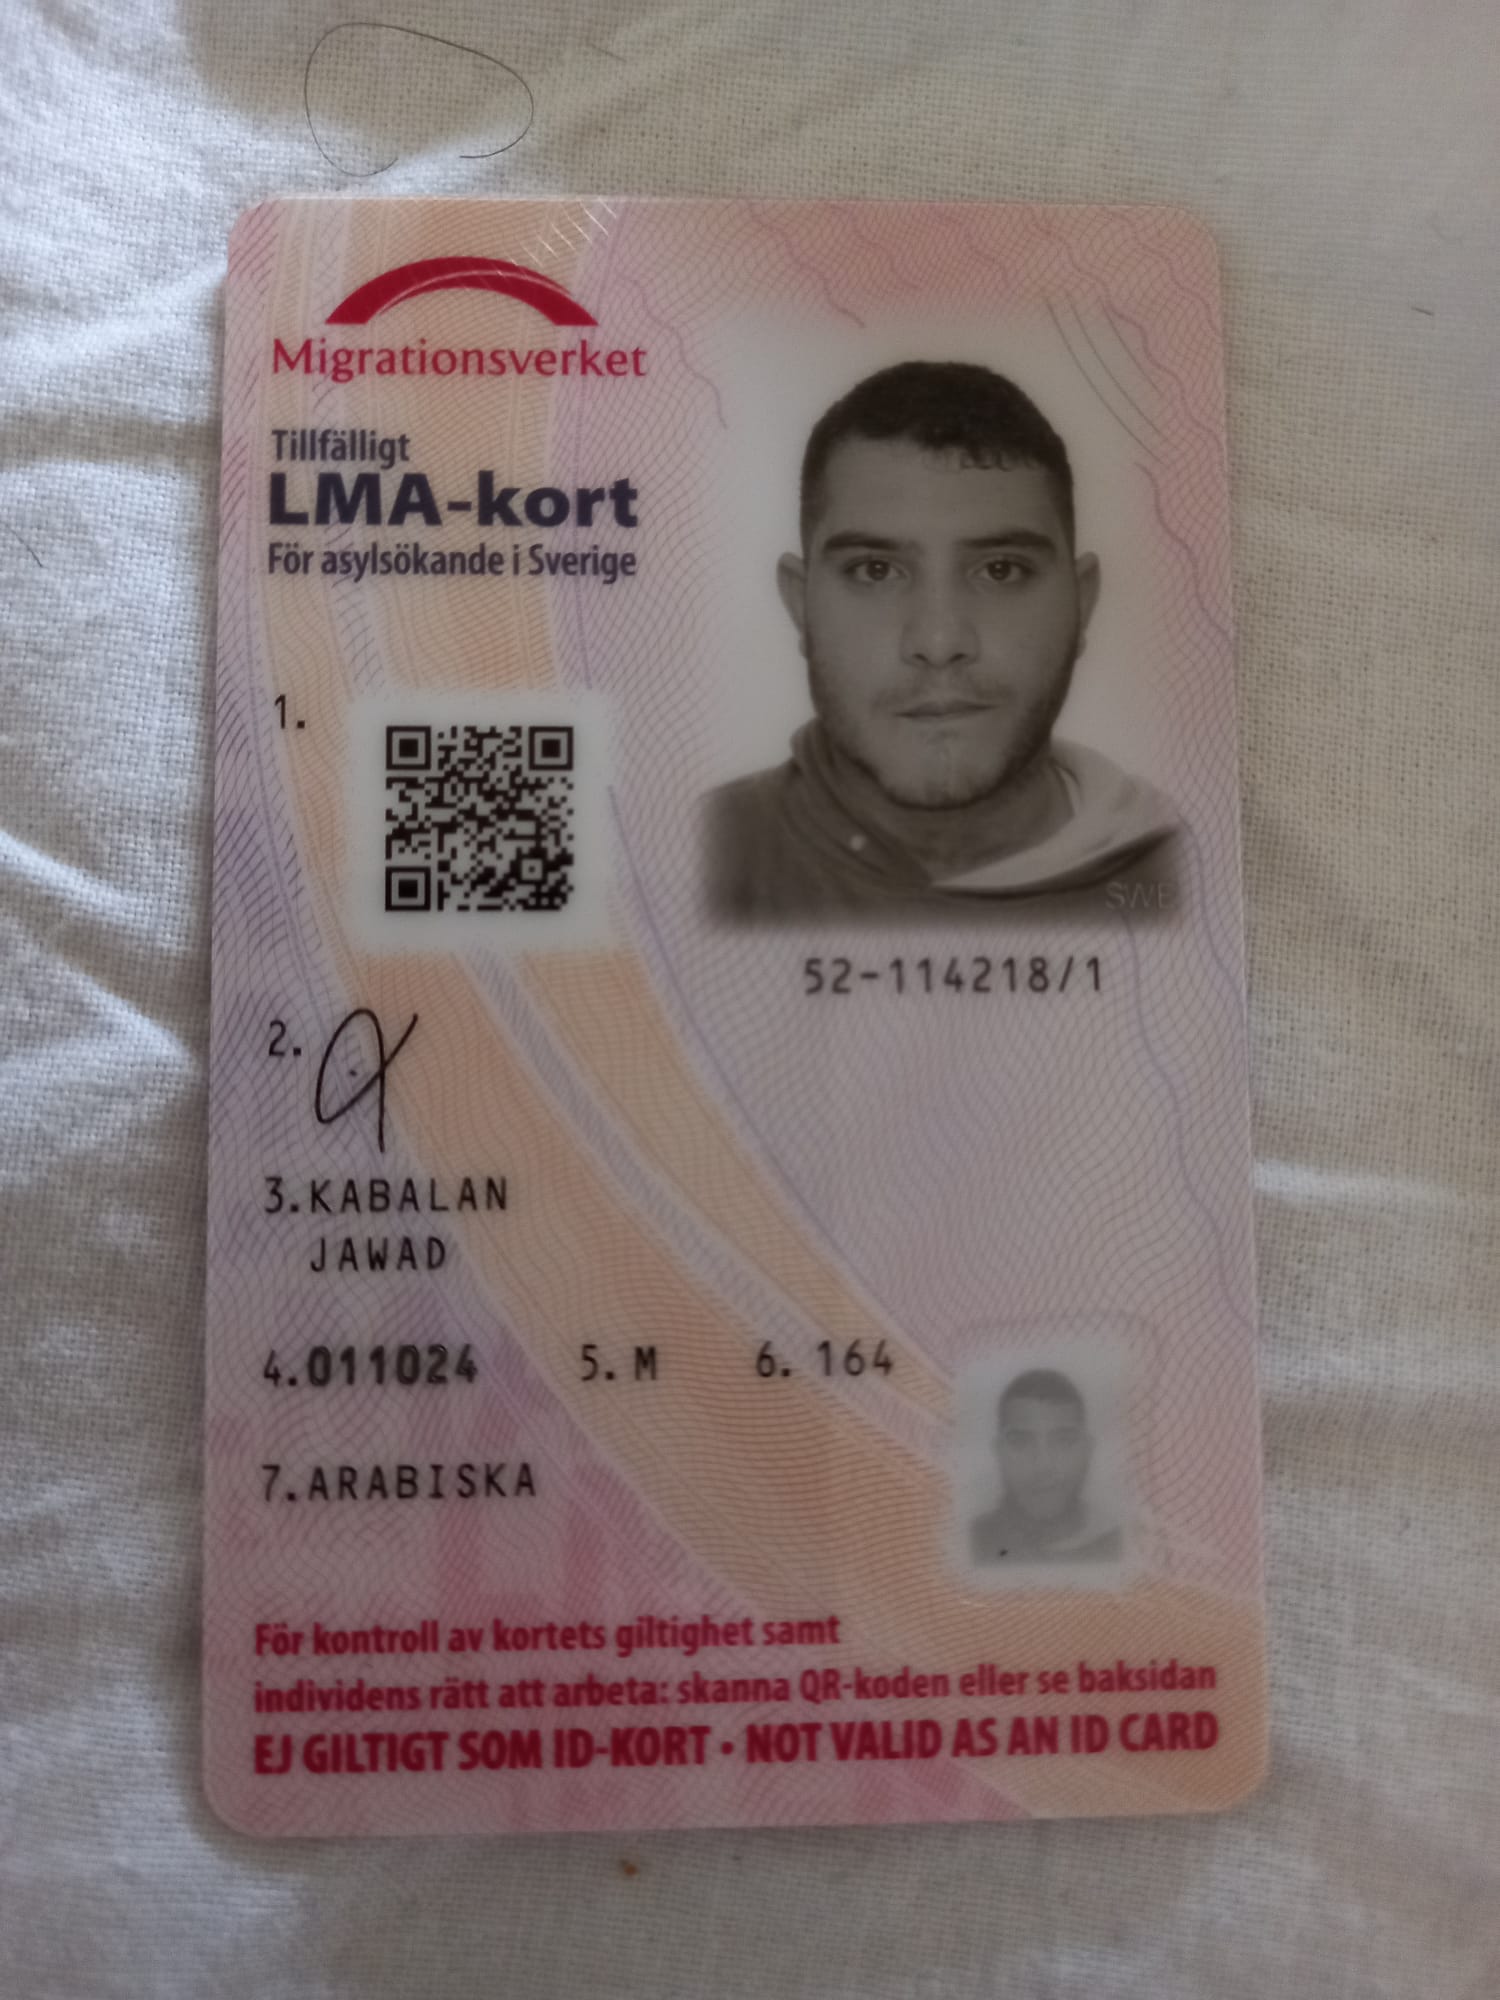 Migrationsverket
Tillfälligt
LMA-kort
För asylsökande i Sverige
1.
SWE
52-114218/1
2.
3.KABALAN
JAWAD
4.011024 5.M 6.164
7.ARABISKA
För kontroll av kortets giltighet samt
individens rätt att arbeta: skanna QR-koden eller se baksidan
EJ GILTIGT SOM ID-KORT • NOT VALID AS AN ID CARD